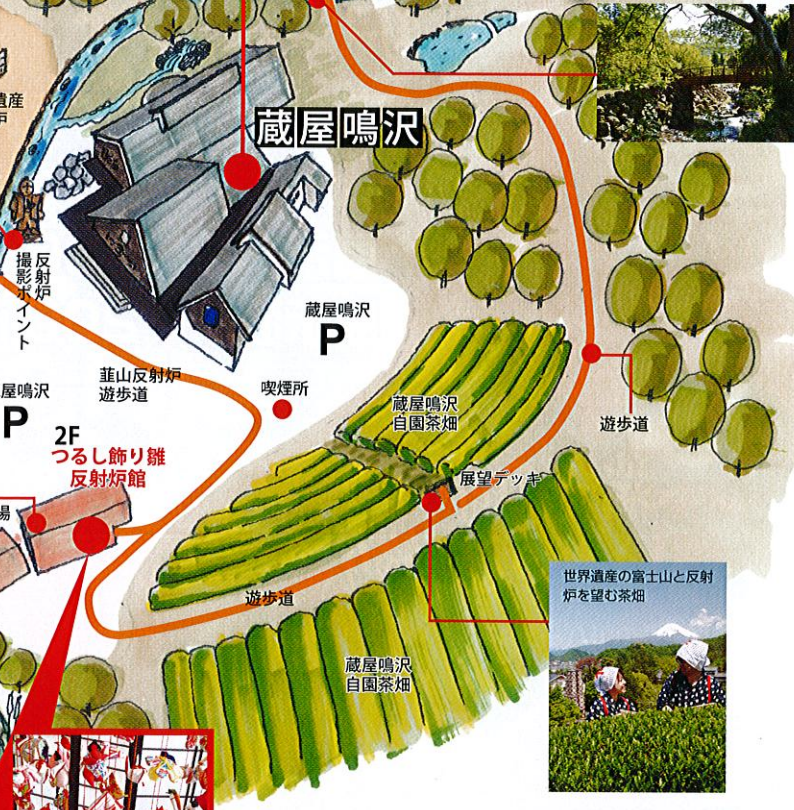 遺産
蔵屋鳴沢
反射炉
撮影ポイント
蔵屋鳴沢
P
韮山反射炉
遊歩道
屋鳴沢
P
喫煙所
蔵屋鳴沢
自園茶畑
遊歩道
2F
つるし飾り雛
反射炉館
展望デッキ
場
世界遺産の富士山と反射
炉を望む茶畑
遊歩道
蔵屋鳴沢
自園茶畑